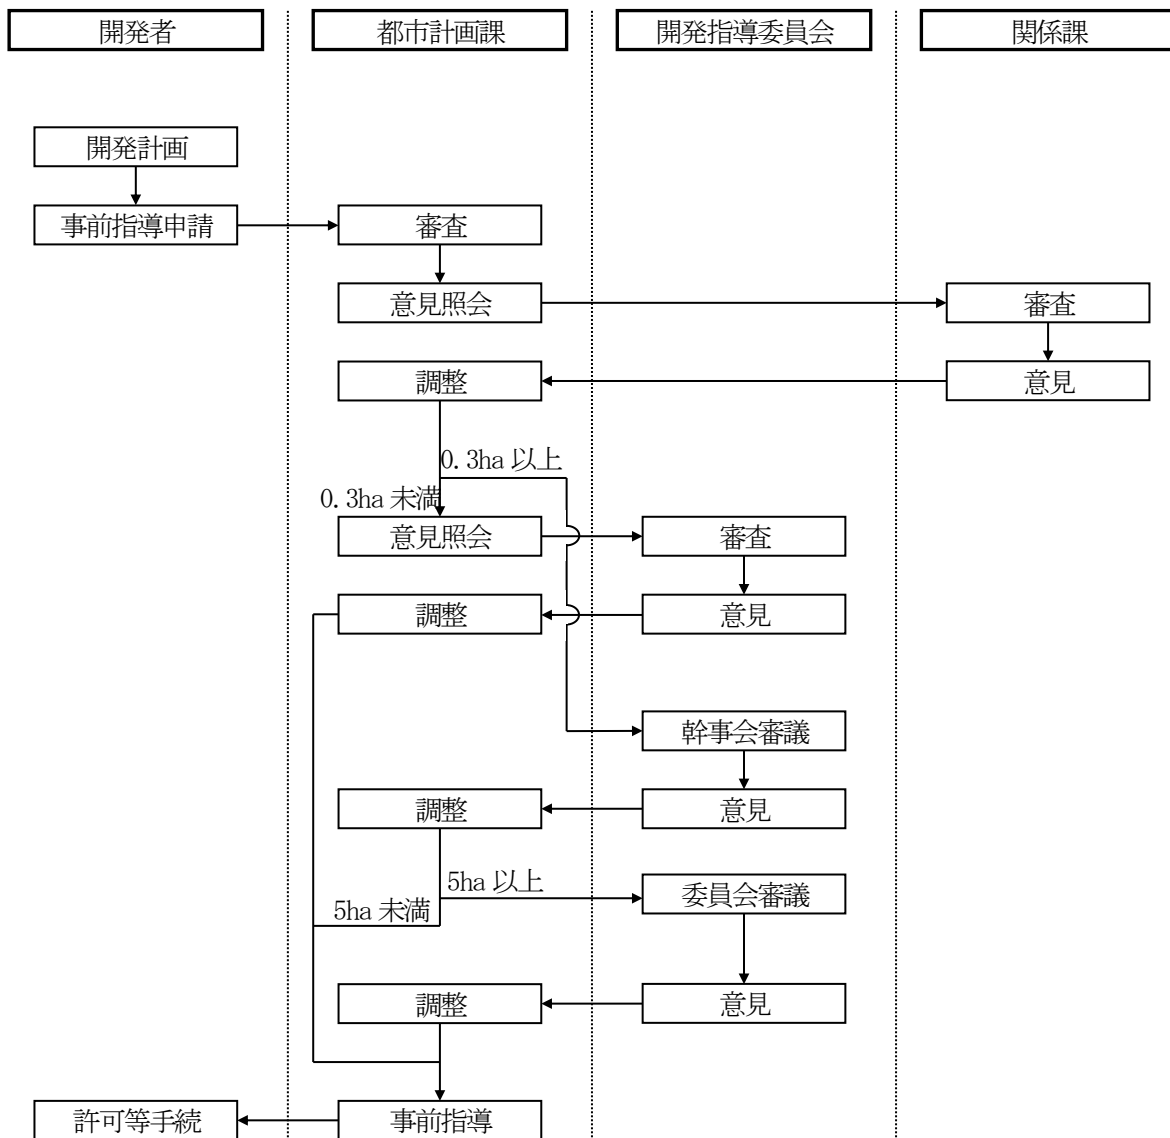 開発者
都市計画課
開発指導委員会
関係課
開発計画
事前指導申請
審査
意見照会
審査
調整
意見
0.3ha 以上
0.3ha 未満
意見照会
審査
調整
意見
幹事会審議
調整
意見
5ha 以上
委員会審議
5ha 未満
調整
意見
許可等手続
事前指導